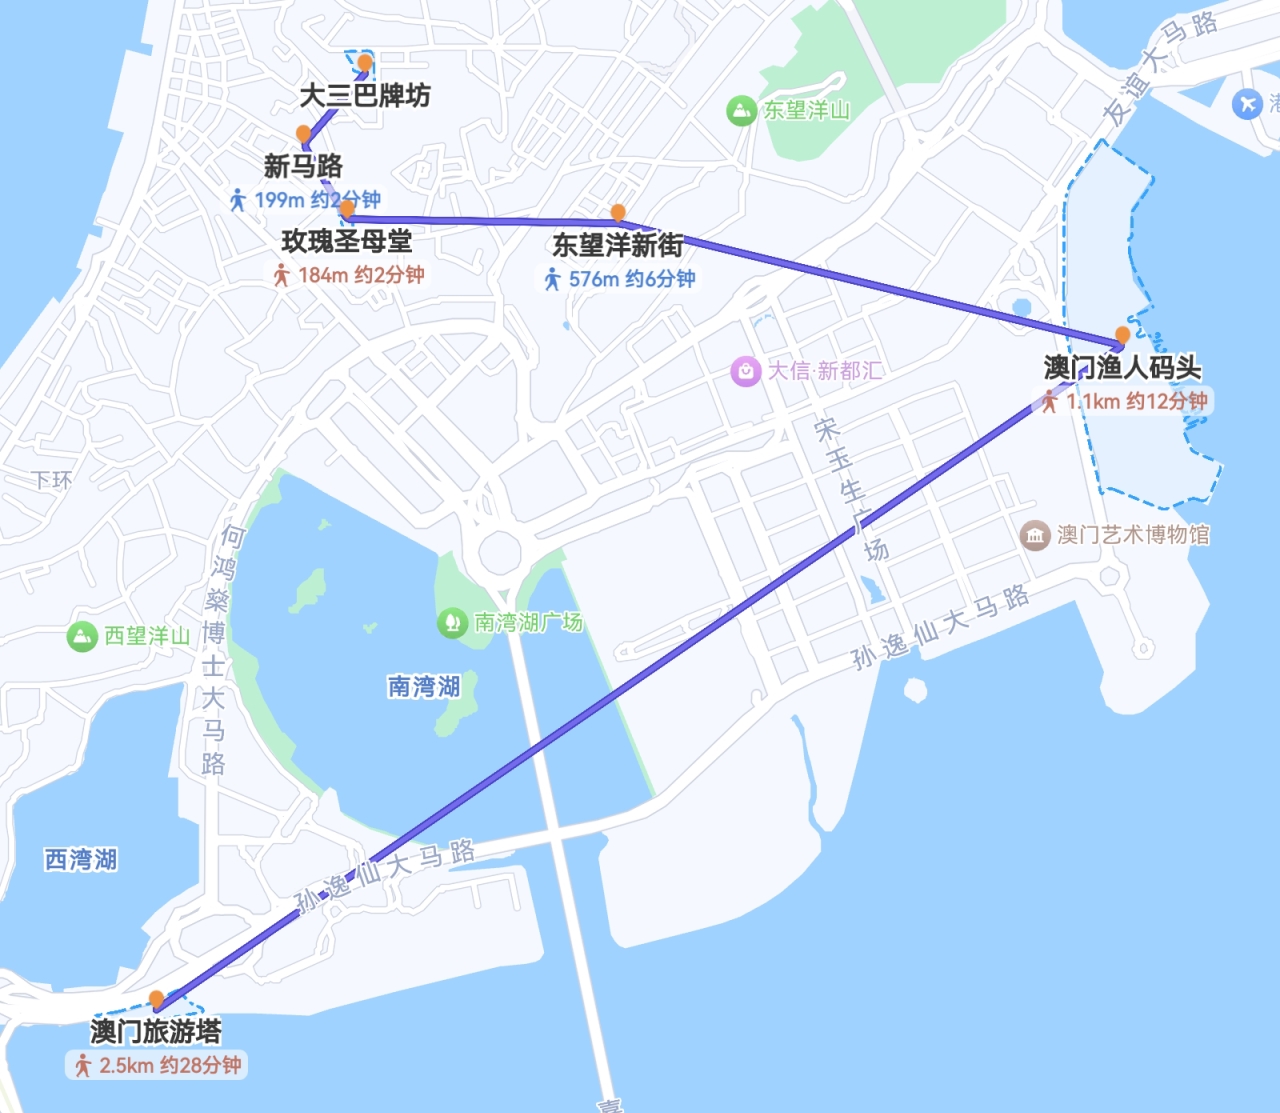 友谊大马路
大三巴牌坊
东望洋山
港
新马路
199m 约2分钟
玫瑰圣母堂
184m 约2分钟
东望洋新街
576m 约6分钟
澳门渔人码头
1.1km 约12分钟
大信·新都汇
宋玉生广场
下环
何鸿燊博士大马路
澳门艺术博物馆
南湾湖广场
孙逸仙大马路
西望洋山
南湾湖
西湾湖
孙逸仙大马路
澳门旅游塔
2.5km 约28分钟